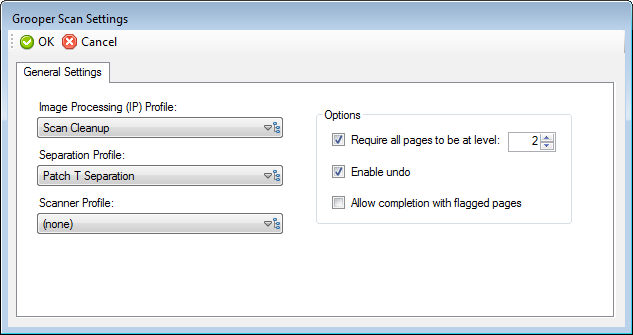 Grooper Scan Settings
OK Cancel
General Settings
Image Processing (IP) Profile:
Scan Cleanup
Separation Profile:
Patch T Separation
Scanner Profile:
(none)
Options
Require all pages to be at level: 2
Enable undo
Allow completion with flagged pages